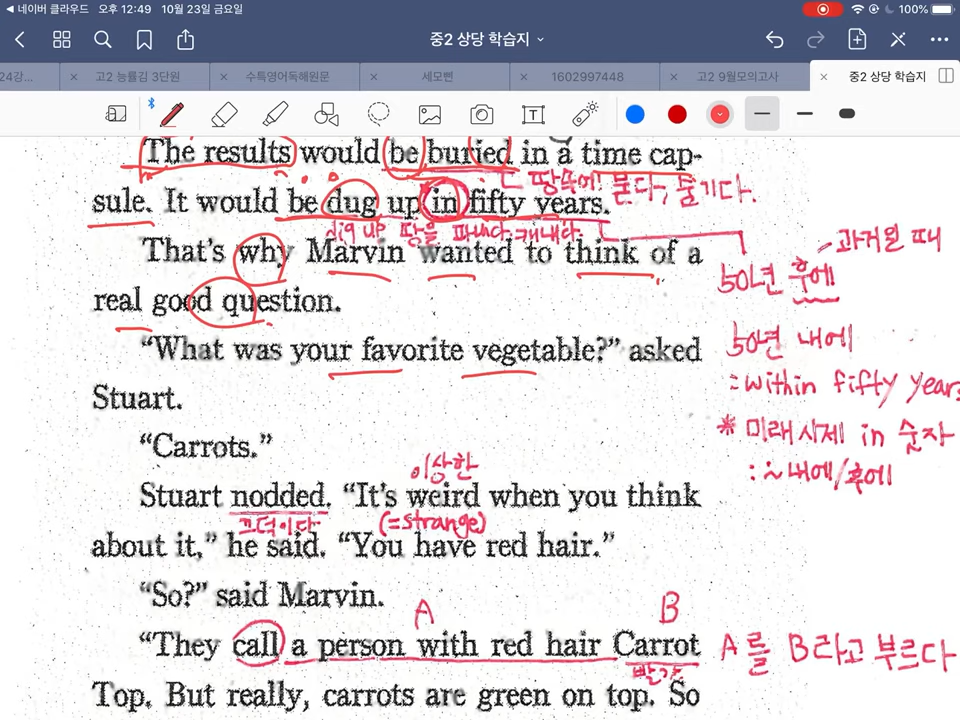 네이버 클라우드 오후 12:49 10월 23일 금요일 100%
중2 상당 학습지
24강... 고2 능률김 3단원 수특영어독해원문 세모삔 1602997448 고2 9월모의고사 중2 상당 학습지
The results would be buried in a time cap-
땅속에 묻다, 숨기다.
sule. It would be dug up in fifty years.
dig up 땅을 파내다. 캐내다.
과거일 때
That's why Marvin wanted to think of a
50년 후에
real good question.
50년 내에
"What was your favorite vegetable?" asked
= within fifty years
Stuart.
* 미래시제 in 숫자
"Carrots."
: ~내에/후에
이상한
Stuart nodded. "It's weird when you think
끄덕이다 (=strange)
about it," he said. "You have red hair."
"So?" said Marvin.
A B
"They call a person with red hair Carrot
A를 B라고 부르다
Top. But really, carrots are green on top. So